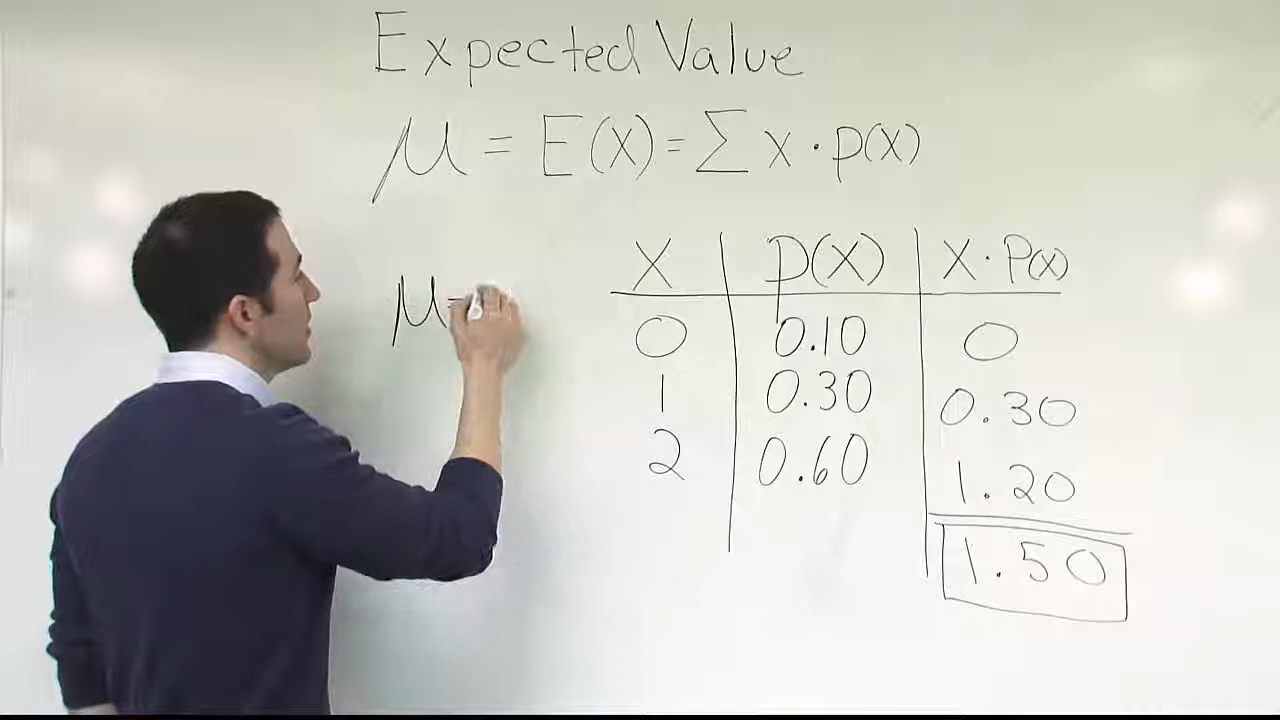 Expected Value
μ = E(X) = Σ x · p(x)
X p(X) X · P(x)
μ =
0 0.10 0
1 0.30 0.30
2 0.60 1.20
1.50